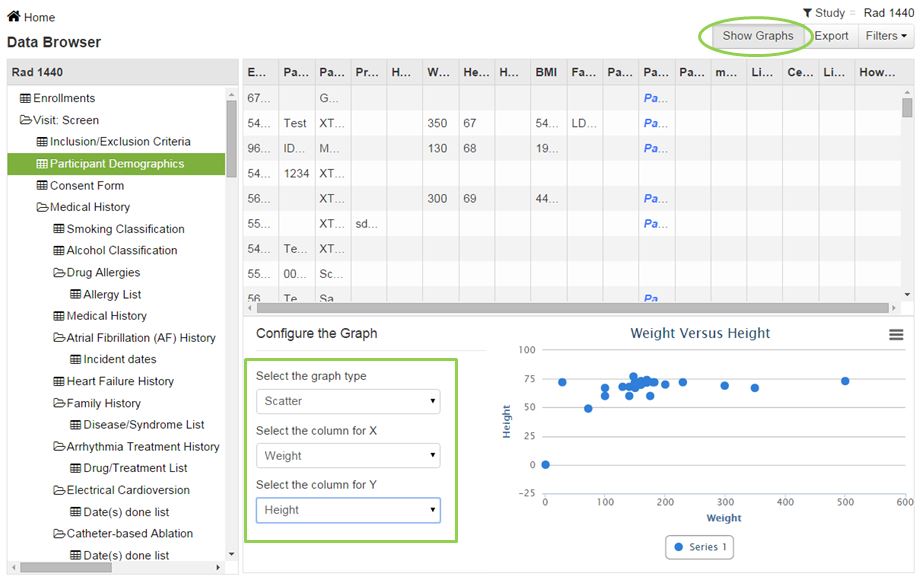 Home
Study = Rad 1440
Data Browser
Show Graphs Export Filters
Rad 1440
Enrollments
Visit: Screen
Inclusion/Exclusion Criteria
Participant Demographics
Consent Form
Medical History
Smoking Classification
Alcohol Classification
Drug Allergies
Allergy List
Medical History
Atrial Fibrillation (AF) History
Incident dates
Heart Failure History
Family History
Disease/Syndrome List
Arrhythmia Treatment History
Drug/Treatment List
Electrical Cardioversion
Date(s) done list
Catheter-based Ablation
Date(s) done list
E... Pa... Pa... Pr... H... W... He... H... BMI Fa... Pa... Pa... Pa... m... Li... Ce... Li... How...
67... G... Pa...
54... Test XT... 350 67 54... LD... Pa...
96... ID... M... 130 68 19... Pa...
54... 1234 XT...
56... XT... 300 69 44... Pa...
55... XT... sd... Pa...
54... Te... XT...
55... 00... Sc...
56 Te Sa Pa
Configure the Graph
Select the graph type
Scatter
Select the column for X
Weight
Select the column for Y
Height
Weight Versus Height
100
75
50
25
0
-25
Height
0 100 200 300 400 500 600
Weight
Series 1